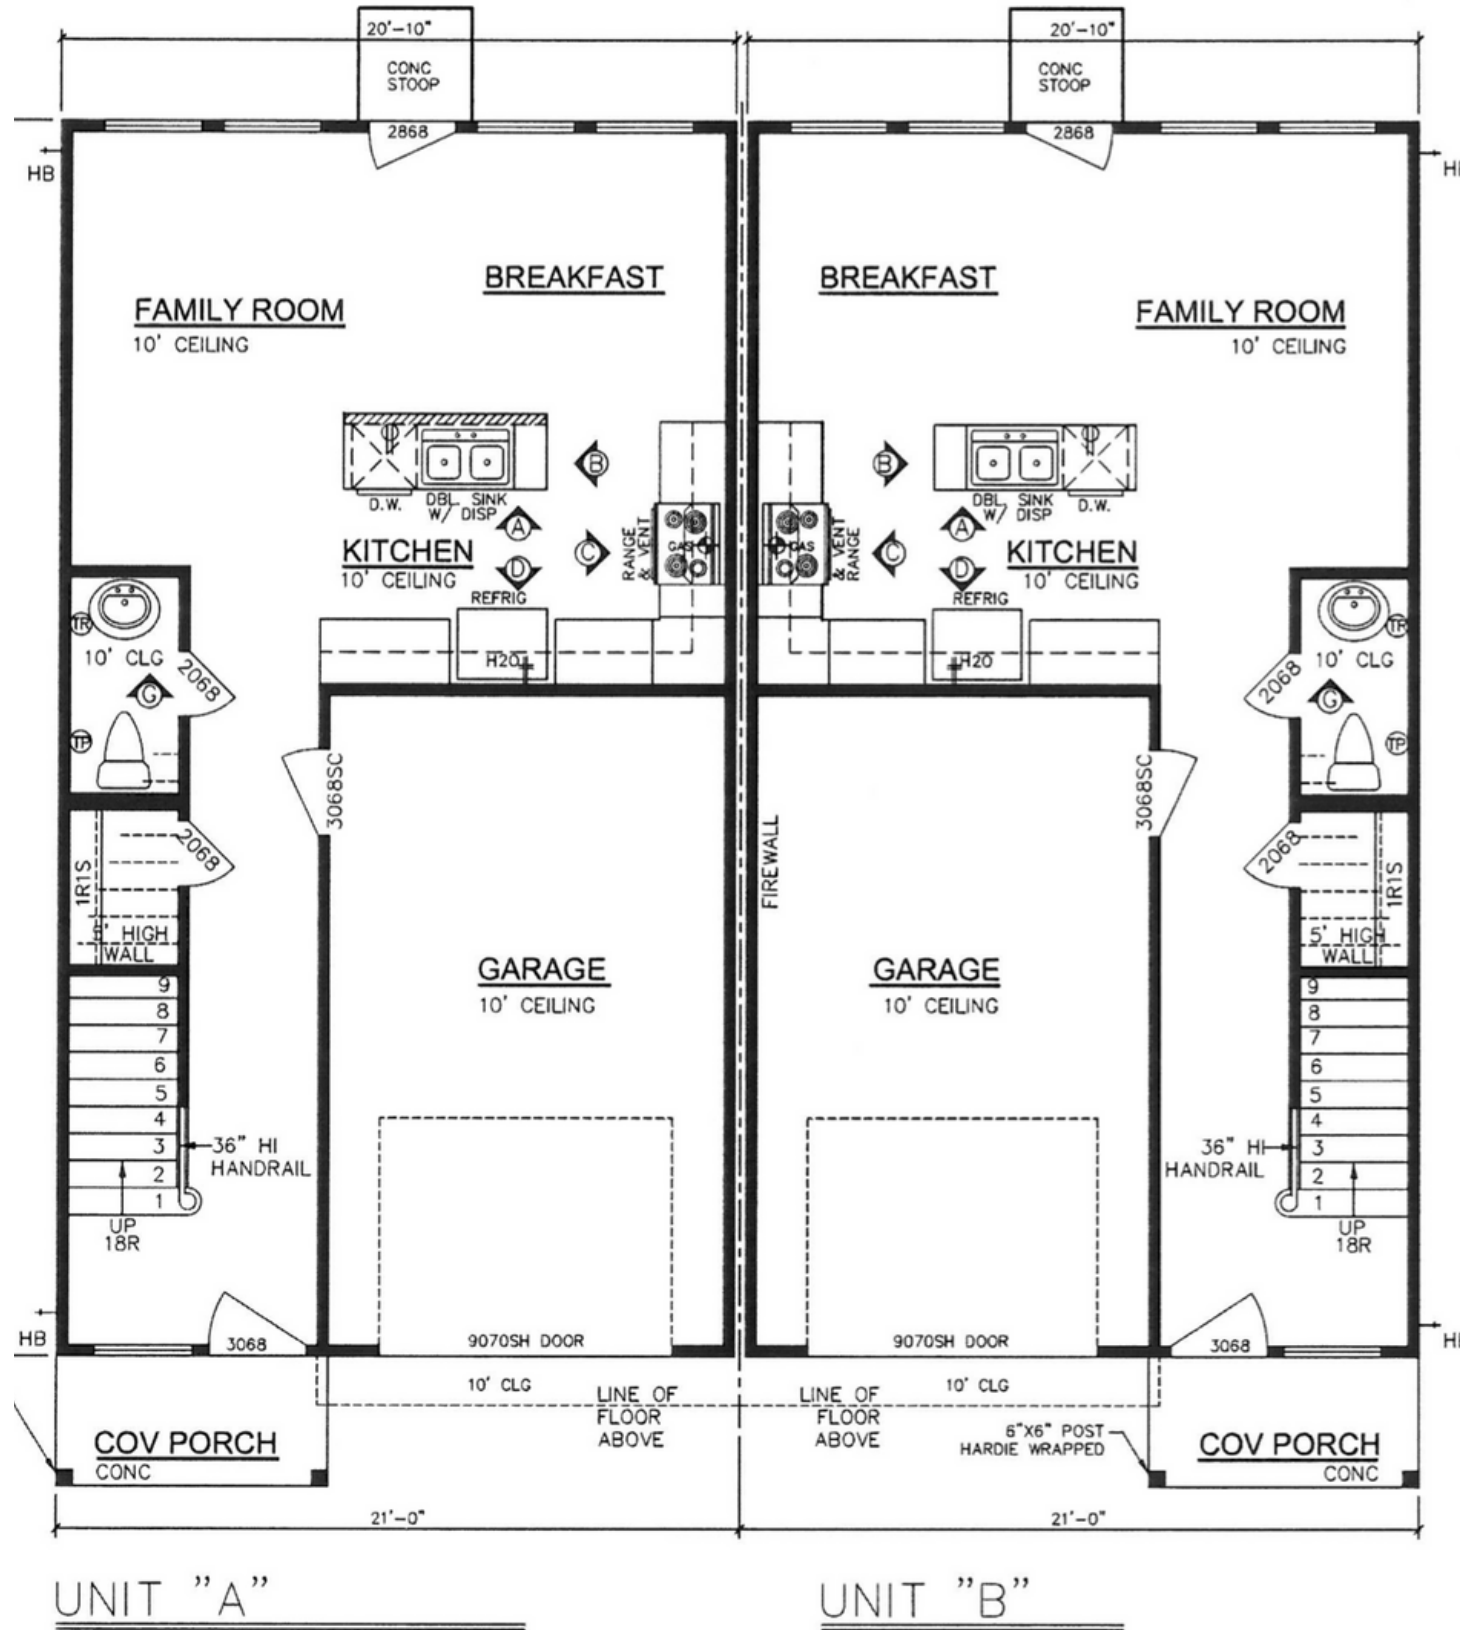 20'-10"
20'-10"
CONC
STOOP
CONC
STOOP
2868
2868
HB
BREAKFAST
BREAKFAST
FAMILY ROOM
10' CEILING
FAMILY ROOM
10' CEILING
B
B
D.W.
DBL SINK
W/ DISP
DBL SINK
W/ DISP
D.W.
A
A
RANGE
& VENT
GAS
GAS
& VENT
RANGE
KITCHEN
10' CEILING
C
C
KITCHEN
10' CEILING
D
D
REFRIG
REFRIG
H2O
H2O
TR
10' CLG
2068
G
TP
TR
10' CLG
2068
G
TP
3068SC
3068SC
2068
1R1S
5' HIGH
WALL
FIREWALL
2068
1R1S
5' HIGH
WALL
GARAGE
10' CEILING
GARAGE
10' CEILING
9
8
7
6
5
4
3
2
1
9
8
7
6
5
4
3
2
1
36" HI
HANDRAIL
36" HI
HANDRAIL
UP
18R
UP
18R
HB
3068
9070SH DOOR
9070SH DOOR
3068
10' CLG
LINE OF
FLOOR
ABOVE
LINE OF
FLOOR
ABOVE
10' CLG
COV PORCH
CONC
6"X6" POST
HARDIE WRAPPED
COV PORCH
CONC
21'-0"
21'-0"
UNIT "A"
UNIT "B"